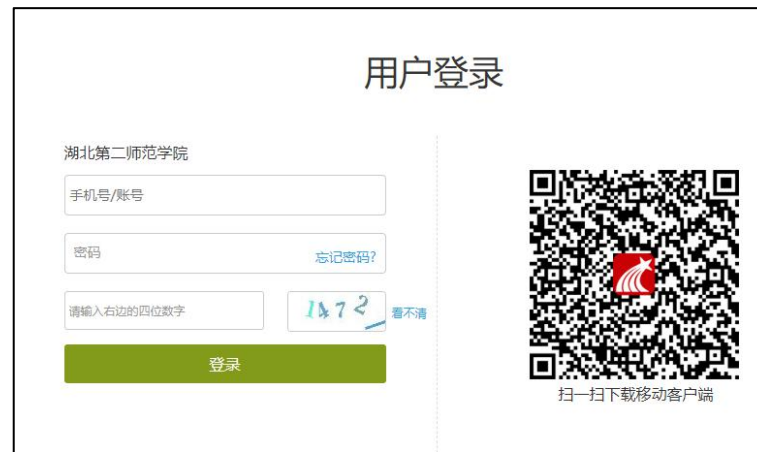 用户登录
湖北第二师范学院
手机号/账号
密码
忘记密码?
请输入右边的四位数字
1472
看不清
登录
扫一扫下载移动客户端